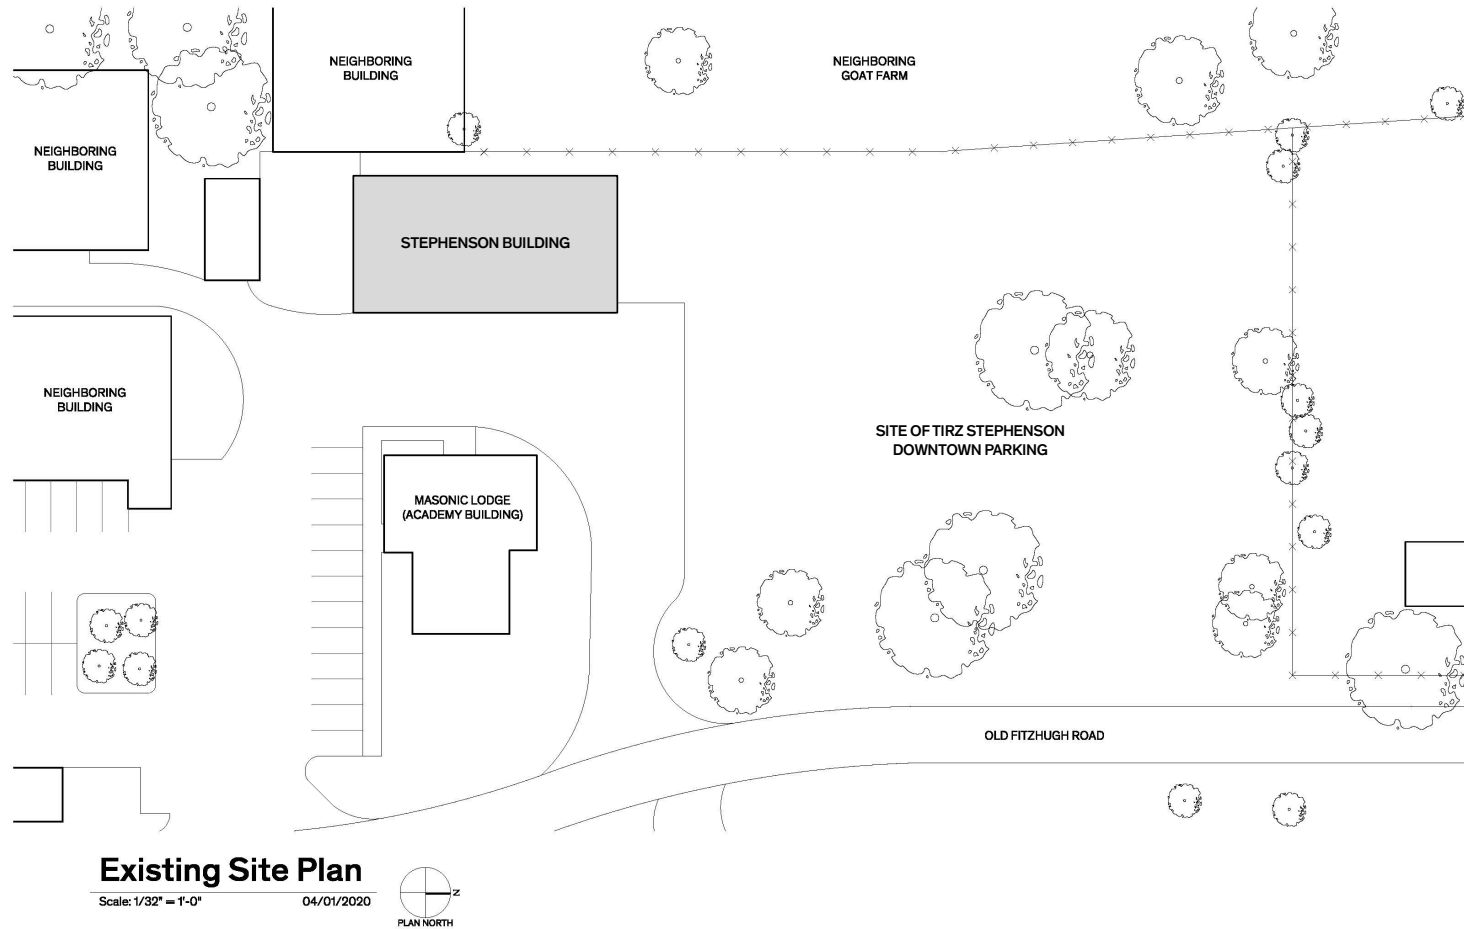 NEIGHBORING
BUILDING
NEIGHBORING
GOAT FARM
NEIGHBORING
BUILDING
STEPHENSON BUILDING
NEIGHBORING
BUILDING
SITE OF TIRZ STEPHENSON
DOWNTOWN PARKING
MASONIC LODGE
(ACADEMY BUILDING)
OLD FITZHUGH ROAD
Existing Site Plan
Scale: 1/32" = 1'-0"
04/01/2020
N
PLAN NORTH